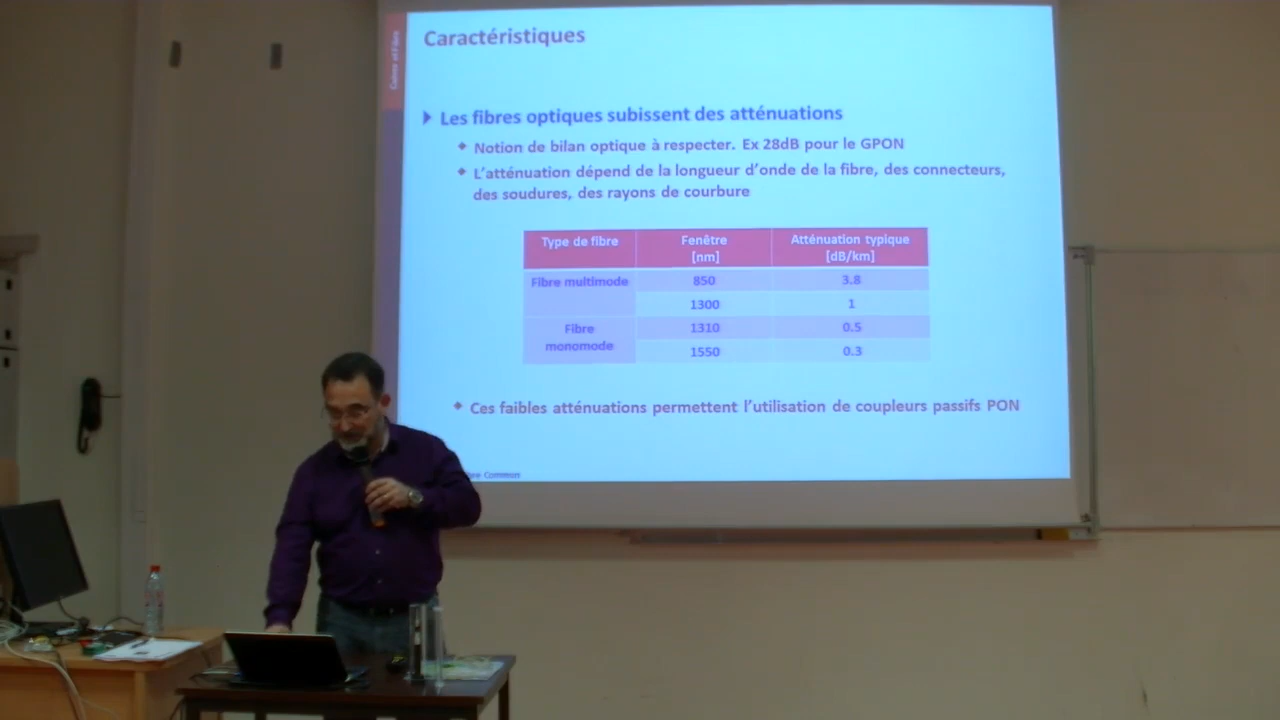 Caractéristiques
Les fibres optiques subissent des atténuations
Notion de bilan optique à respecter. Ex 28dB pour le GPON
L'atténuation dépend de la longueur d'onde de la fibre, des connecteurs,
des soudures, des rayons de courbure
Type de fibre Fenêtre [nm] Atténuation typique [dB/km]
Fibre multimode 850 3.8
1300 1
Fibre monomode 1310 0.5
1550 0.3
Ces faibles atténuations permettent l'utilisation de coupleurs passifs PON
Common